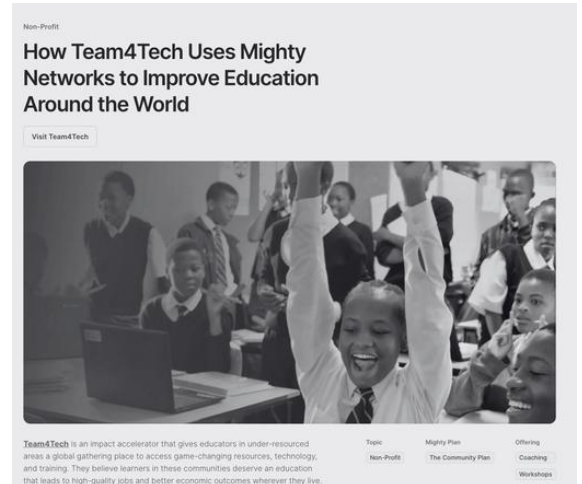 Non-Profit
How Team4Tech Uses Mighty
Networks to Improve Education
Around the World
Visit Team4Tech
Team4Tech is an impact accelerator that gives educators in under-resourced
areas a global gathering place to access game-changing resources, technology,
and training. They believe learners in these communities deserve an education
that leads to high-quality jobs and better economic outcomes wherever they live.
Topic
Non-Profit
Mighty Plan
The Community Plan
Offering
Coaching
Workshops